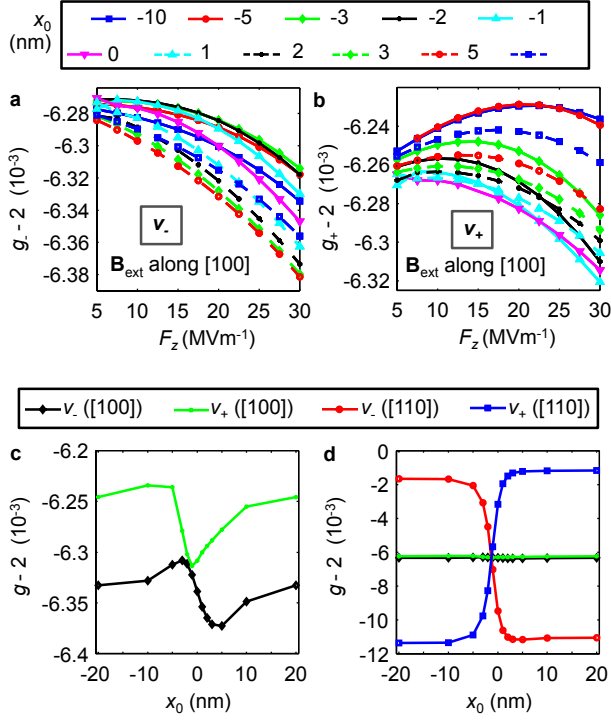 x0 (nm) -10 -5 -3 -2 -1
0 1 2 3 5
a
b
g- - 2 (10-3)
-6.28
-6.3
-6.32
-6.34
-6.36
-6.38
v-
Bext along [100]
5 10 15 20 25 30
Fz (MVm-1)
g+ - 2 (10-3)
-6.24
-6.26
-6.28
-6.3
-6.32
v+
Bext along [100]
5 10 15 20 25 30
Fz (MVm-1)
v- ([100]) v+ ([100]) v- ([110]) v+ ([110])
c
d
g - 2 (10-3)
-6.2
-6.25
-6.3
-6.35
-6.4
-20 -10 0 10 20
x0 (nm)
g - 2 (10-3)
0
-2
-4
-6
-8
-10
-12
-20 -10 0 10 20
x0 (nm)